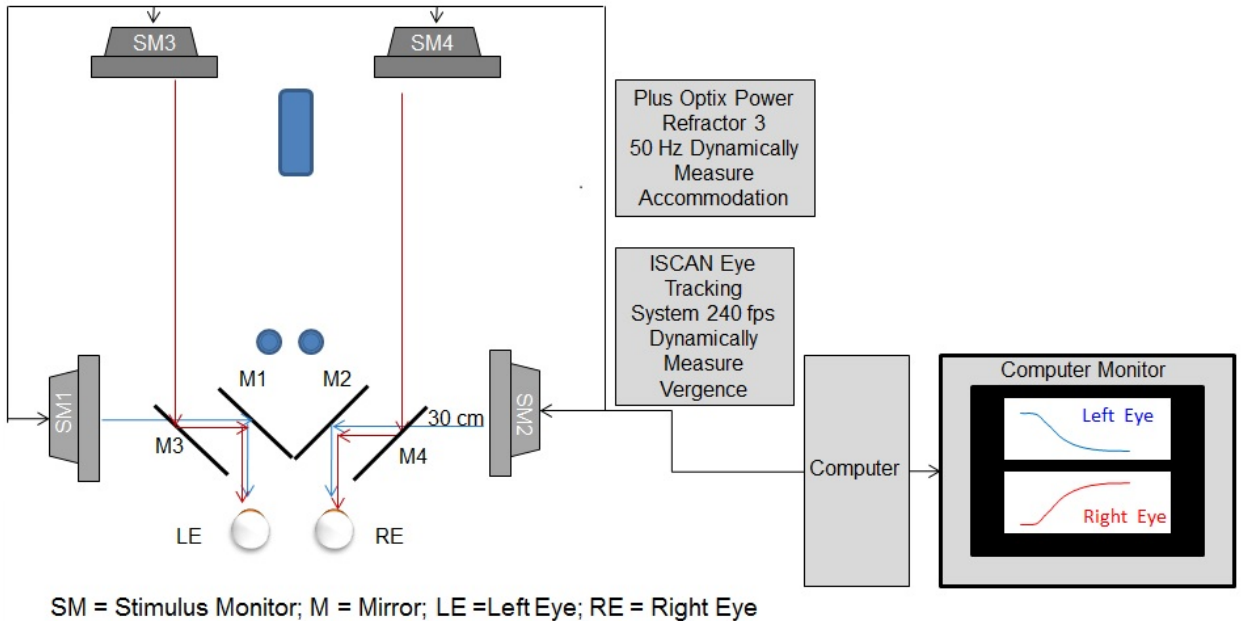 SM3
SM4
Plus Optix Power
Refractor 3
50 Hz Dynamically
Measure
Accommodation
ISCAN Eye
Tracking
System 240 fps
Dynamically
Measure
Vergence
SM1
M1
M2
M3
M4
30 cm
SM2
LE
RE
Computer
Computer Monitor
Left Eye
Right Eye
SM = Stimulus Monitor; M = Mirror; LE =Left Eye; RE = Right Eye